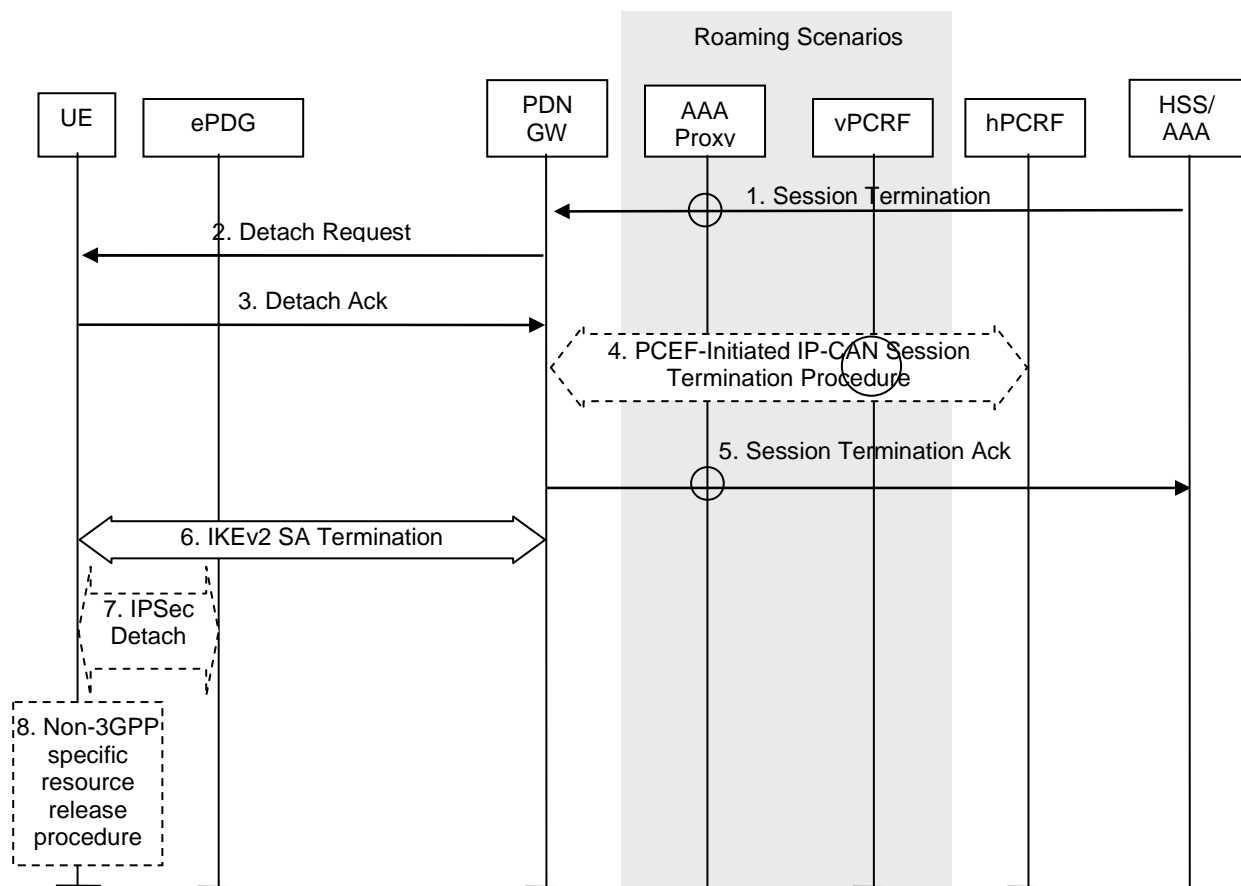 Roaming Scenarios
UE
ePDG
PDN
GW
AAA
Proxy
vPCRF
hPCRF
HSS/
AAA
1. Session Termination
2. Detach Request
3. Detach Ack
4. PCEF-Initiated IP-CAN Session
Termination Procedure
5. Session Termination Ack
6. IKEv2 SA Termination
7. IPSec
Detach
8. Non-3GPP
specific
resource
release
procedure